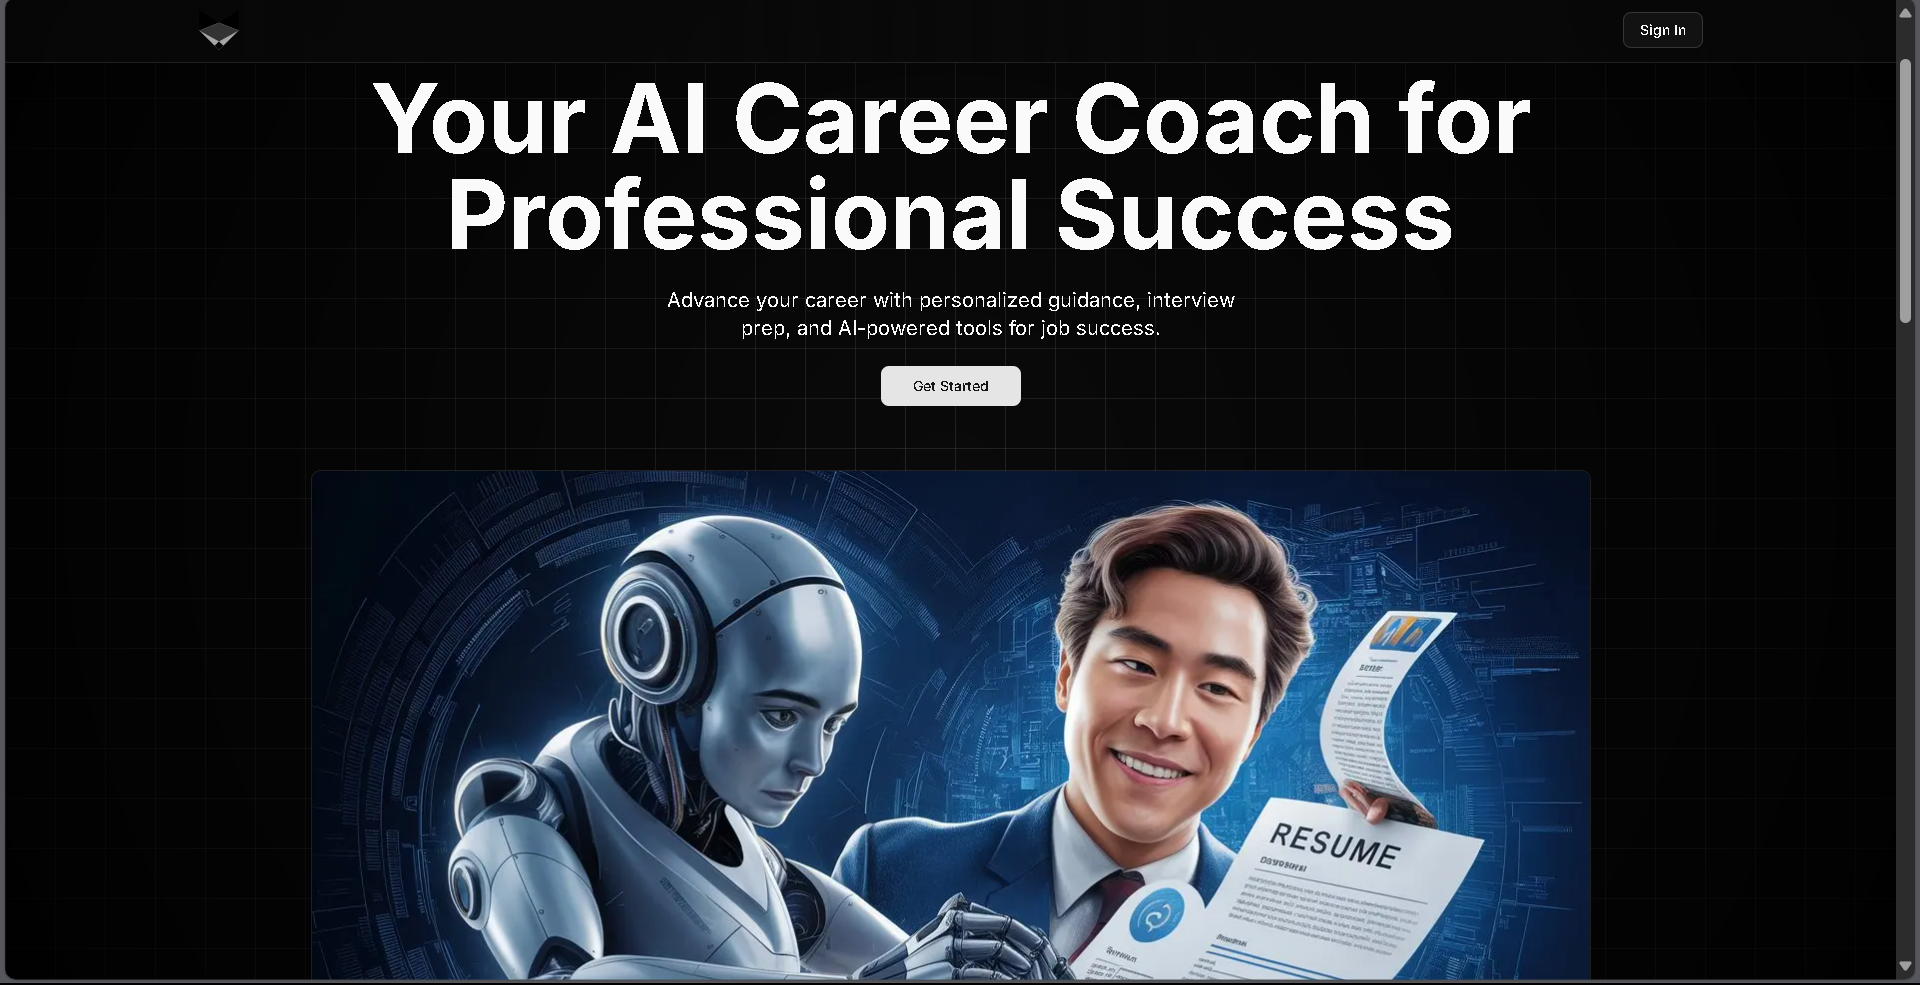 Sign In
Your AI Career Coach for
Professional Success
Advance your career with personalized guidance, interview
prep, and AI-powered tools for job success.
Get Started
RESUME